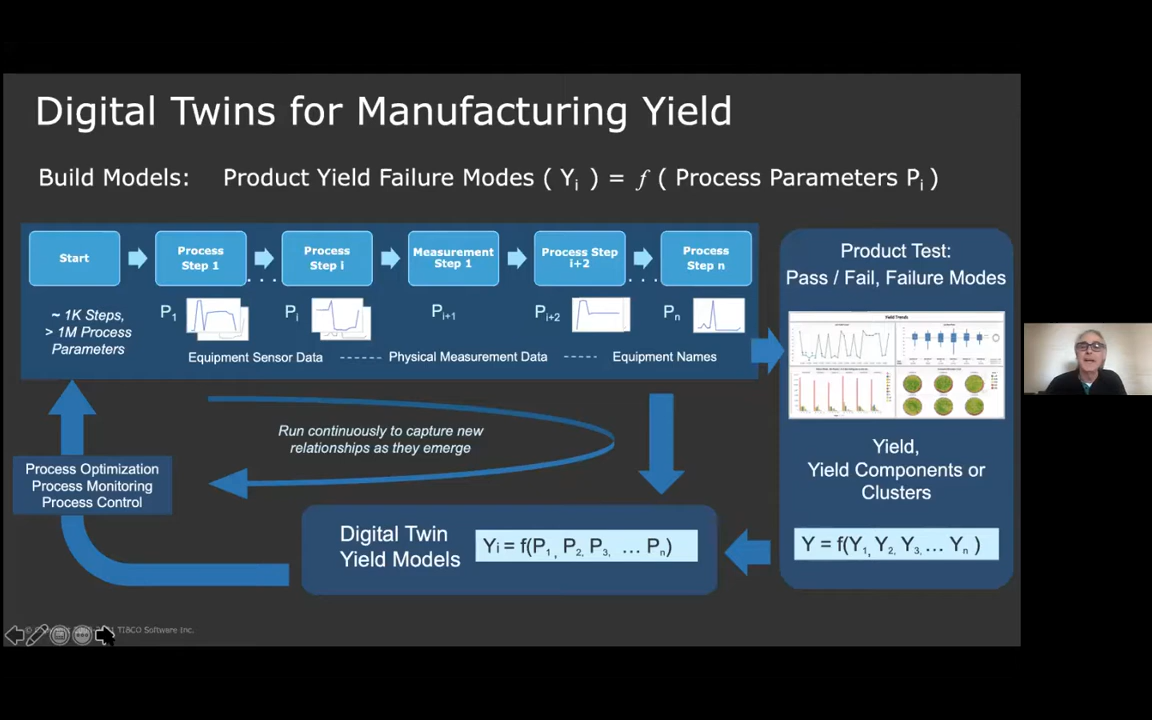 Digital Twins for Manufacturing Yield
Build Models: Product Yield Failure Modes ( Yi ) = f ( Process Parameters Pi )
Start
Process
Step 1
. . .
Process
Step i
Measurement
Step 1
Process Step
i+2
. . .
Process
Step n
~ 1K Steps,
> 1M Process
Parameters
P1
Pi
Pi+1
Pi+2
Pn
Equipment Sensor Data ----- Physical Measurement Data ---- Equipment Names
Product Test:
Pass / Fail, Failure Modes
Yield Trends
Yield,
Yield Components or
Clusters
Y = f(Y1, Y2, Y3, ... Yn )
Run continuously to capture new
relationships as they emerge
Process Optimization
Process Monitoring
Process Control
Digital Twin
Yield Models
Yi = f(P1, P2, P3, ... Pn)
TIBCO Software Inc.